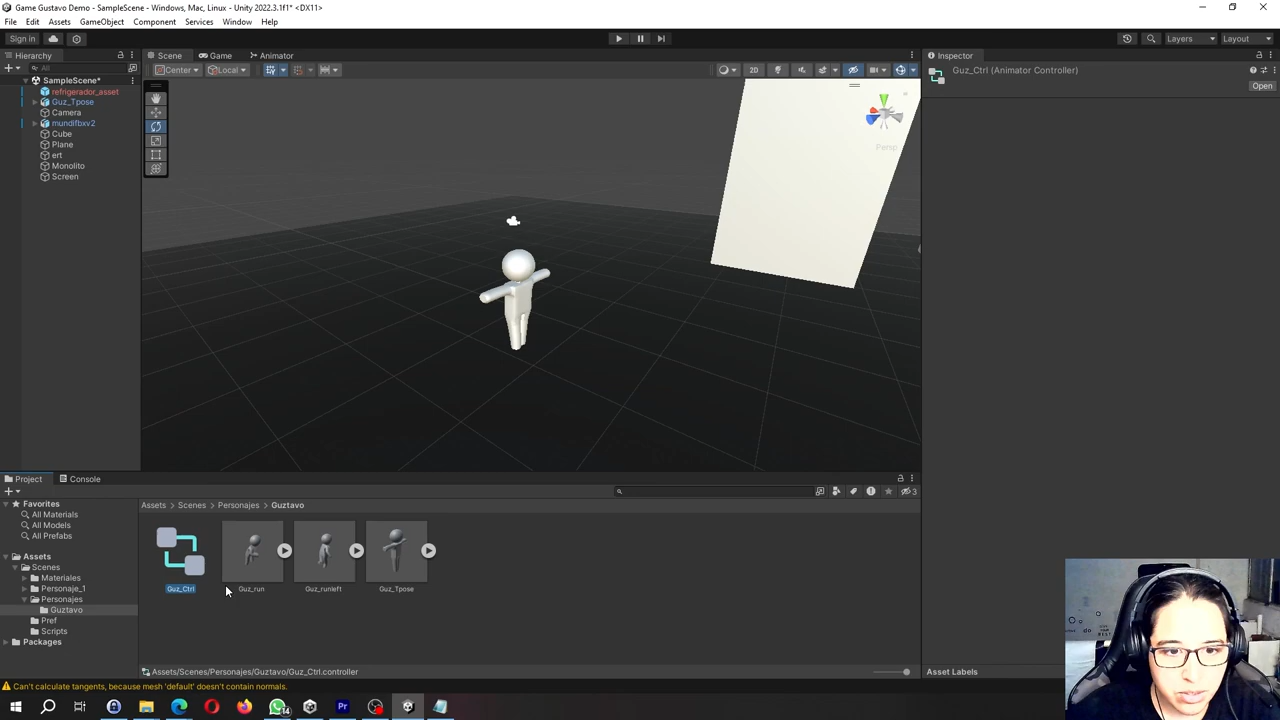 Game Gustavo Demo - SampleScene - Windows, Mac, Linux - Unity 2022.3.1f1* <DX11>
File Edit Assets GameObject Component Services Window Help
Sign in
Layers
Layout
Hierarchy
Scene
Game
Animator
Inspector
All
Center
Local
2D
Guz_Ctrl (Animator Controller)
Open
SampleScene*
refrigerador_asset
Guz_Tpose
Camera
mundifbxv2
Cube
Plane
ert
Monolito
Screen
Persp
Project
Console
3
Favorites
All Materials
All Models
All Prefabs
Assets
Scenes
Materiales
Personaje_1
Personajes
Guztavo
Pref
Scripts
Packages
Assets > Scenes > Personajes > Guztavo
Guz_Ctrl
Guz_run
Guz_runleft
Guz_Tpose
Assets/Scenes/Personajes/Guztavo/Guz_Ctrl.controller
Asset Labels
Can't calculate tangents, because mesh 'default' doesn't contain normals.